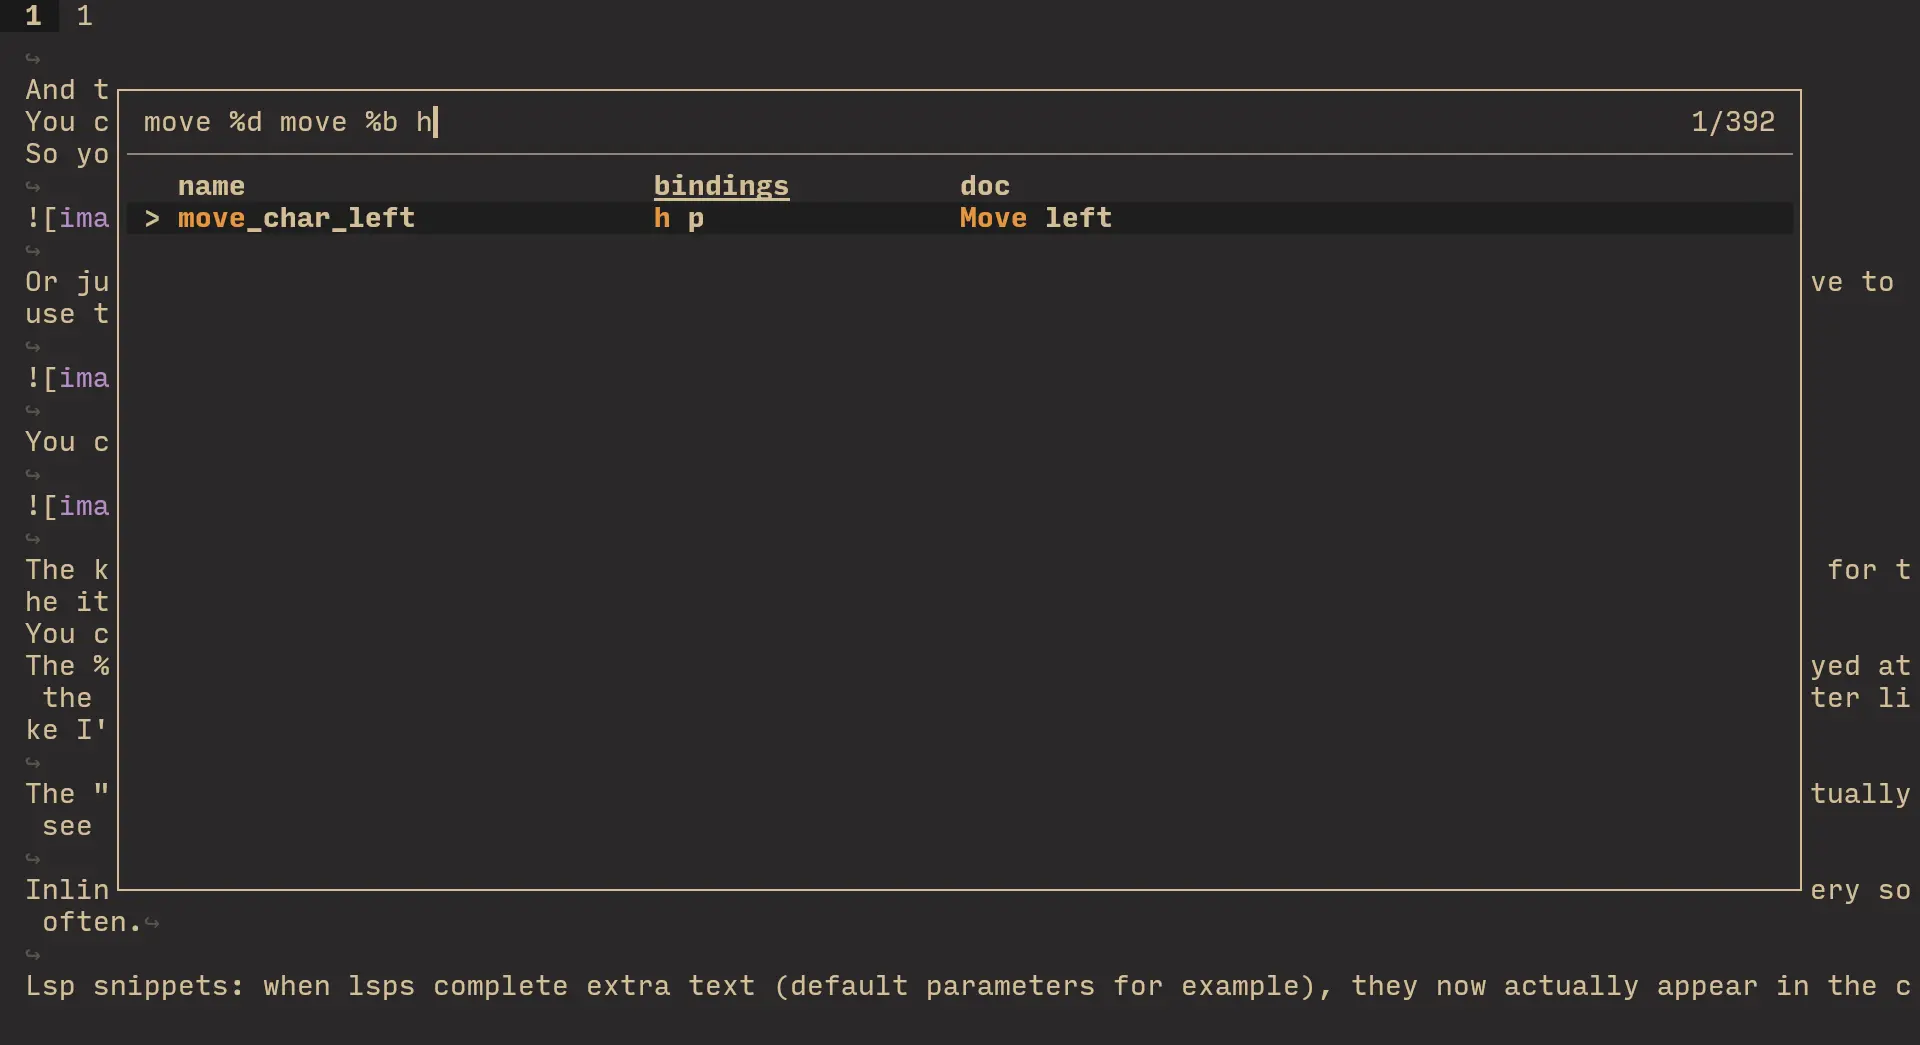 1 1
↪
And t
You c
So yo
move %d move %b h 1/392
name bindings doc
> move_char_left h p Move left
↪
![ima
↪
Or ju ve to
use t
↪
![ima
↪
You c
↪
![ima
↪
The k for t
he it
You c
The % yed at
the ter li
ke I'
↪
The " tually
see
↪
Inlin ery so
often.↪
↪
Lsp snippets: when lsps complete extra text (default parameters for example), they now actually appear in the c